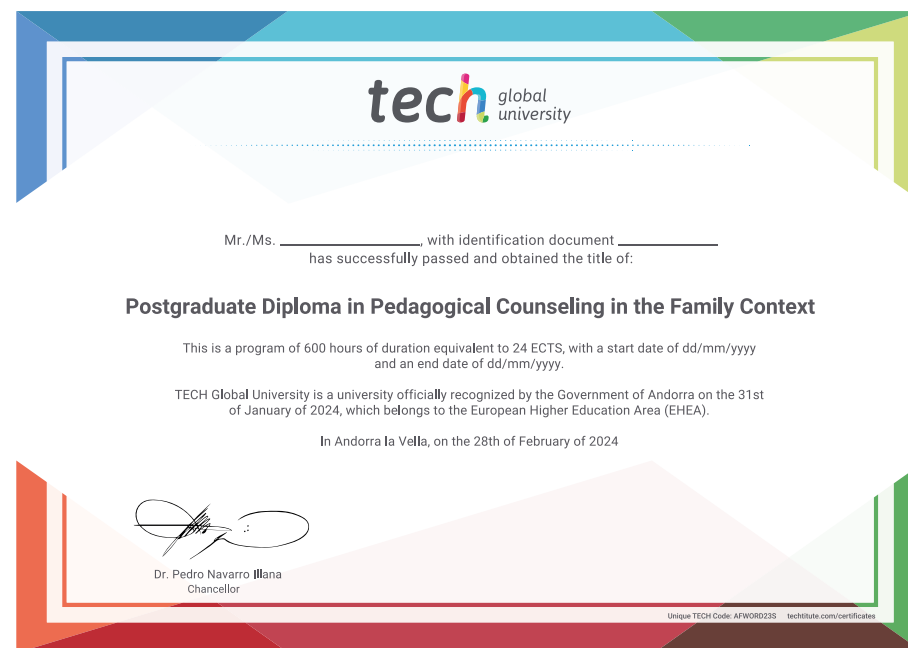 tech global university
Mr./Ms. ____________________, with identification document ______________
has successfully passed and obtained the title of:
Postgraduate Diploma in Pedagogical Counseling in the Family Context
This is a program of 600 hours of duration equivalent to 24 ECTS, with a start date of dd/mm/yyyy
and an end date of dd/mm/yyyy.
TECH Global University is a university officially recognized by the Government of Andorra on the 31st
of January of 2024, which belongs to the European Higher Education Area (EHEA).
In Andorra la Vella, on the 28th of February of 2024
Dr. Pedro Navarro Illana
Chancellor
Unique TECH Code: AFWORD23S techtitute.com/certificates